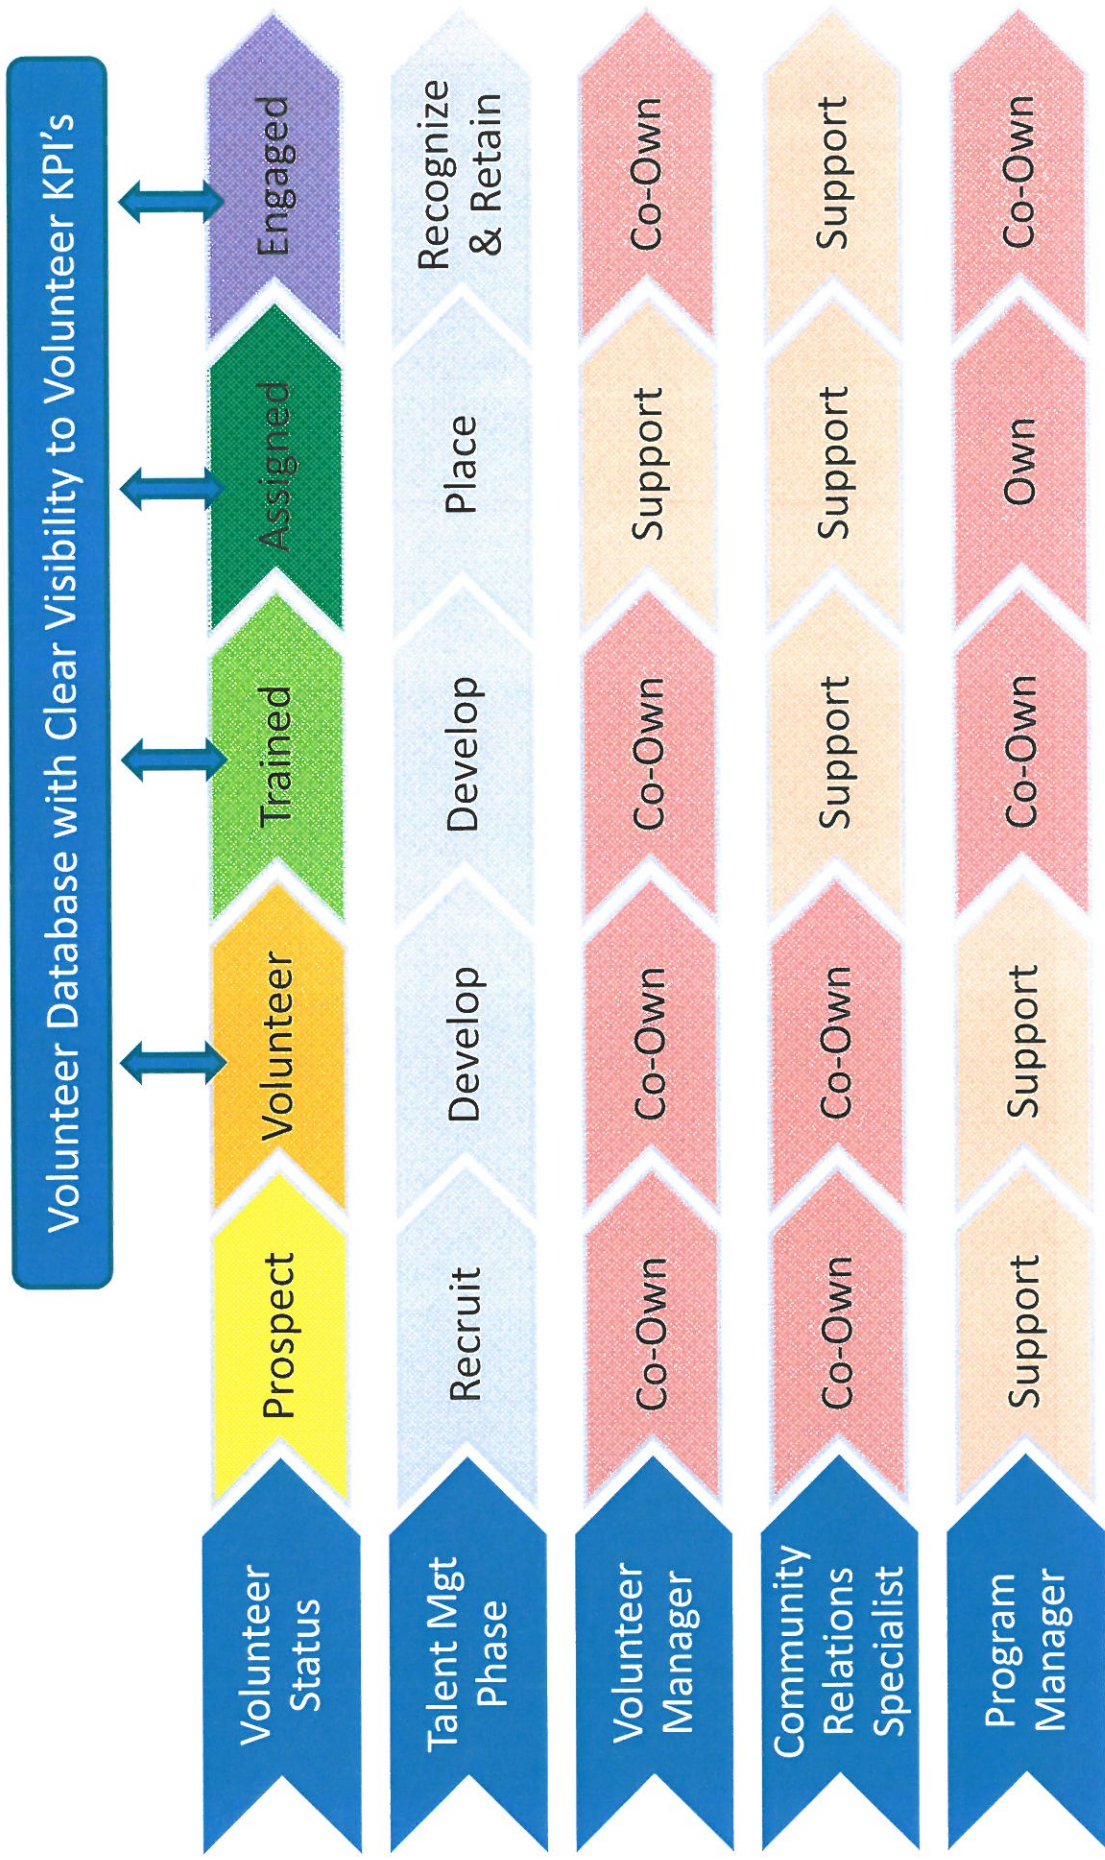 Volunteer Database with Clear Visibility to Volunteer KPI's
Volunteer
Status
Prospect
Volunteer
Trained
Assigned
Engaged
Talent Mgt
Phase
Recruit
Develop
Develop
Place
Recognize
& Retain
Volunteer
Manager
Co-Own
Co-Own
Co-Own
Support
Co-Own
Community
Relations
Specialist
Co-Own
Co-Own
Support
Support
Support
Program
Manager
Support
Support
Co-Own
Own
Co-Own